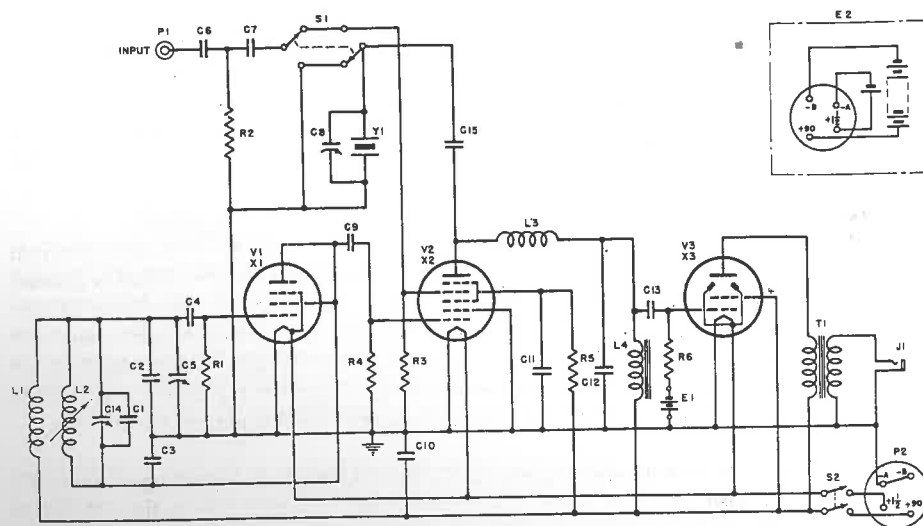 P1
INPUT
C6
C7
S1
E2
-B
-A
+1½
+90
R2
C8
Y1
C15
L3
C9
V1
X1
V2
X2
V3
X3
C4
C13
L1
L2
C14
C1
C2
C5
R1
C3
R4
R3
C10
C11
R5
C12
L4
R6
E1
T1
J1
P2
S2
-A
-B
+1½
+90